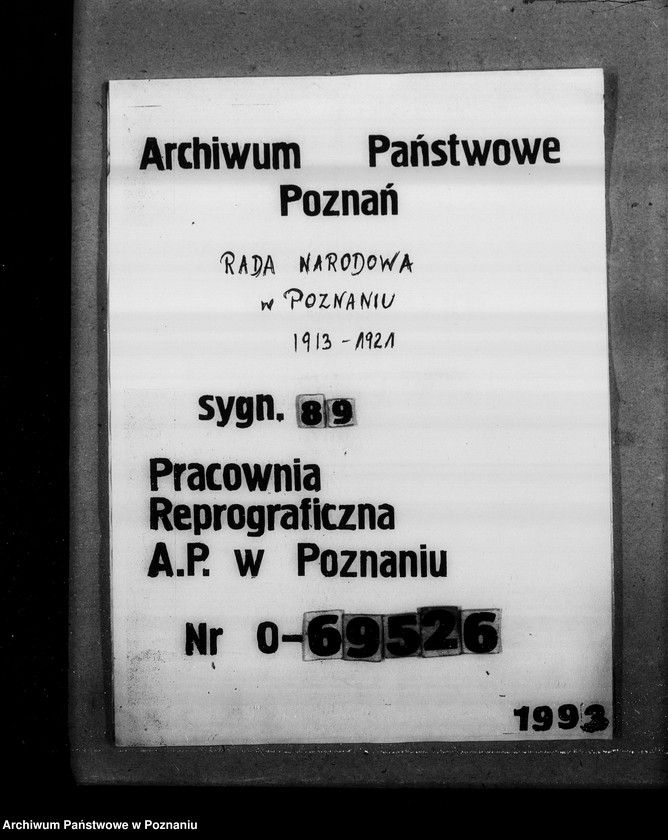 Archiwum Państwowe
Poznań
RADA NARODOWA
w POZNANIU
1913-1921
sygn. 89
Pracownia
Reprograficzna
A.P. w Poznaniu
Nr O-69526
1993
Archiwum Państwowe w Poznaniu